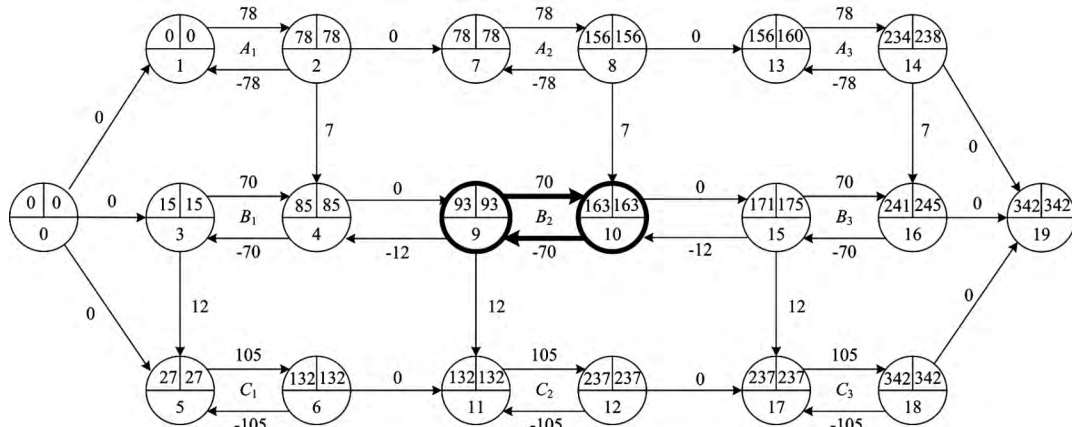 78 78 78
0 0 78 78 78 78 156 156 156 160 234 238
A₁ 0 A₂ 0 A₃
1 2 7 8 13 14
-78 -78 -78
0 7 7 7 0
70 0 70 0 70
0 0 0 15 15 85 85 93 93 163 163 171 175 241 245 0 342 342
B₁ B₂ B₃
0 3 4 9 10 15 16 19
-70 -12 -70 -12 -70
0 12 12 12 0
105 105 105
27 27 132 132 132 132 237 237 237 237 342 342
C₁ 0 C₂ 0 C₃
5 6 11 12 17 18
-105 -105 -105